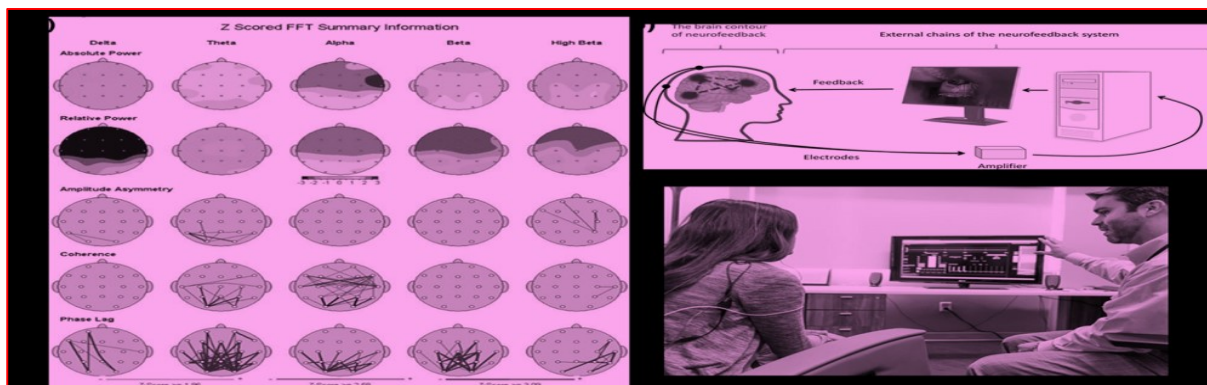 Z Scored FFT Summary Information
Delta Theta Alpha Beta High Beta
Absolute Power
Relative Power
-3 -2 -1 0 1 2 3
Amplitude Asymmetry
Coherence
Phase Lag
The brain contour
of neurofeedback
External chains of the neurofeedback system
Feedback
Electrodes
Amplifier